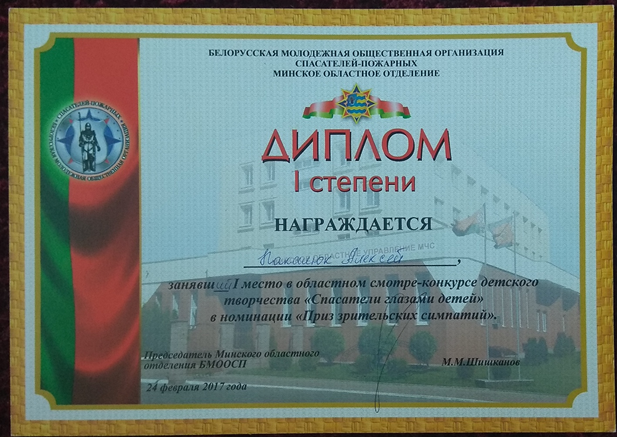 БЕЛОРУССКАЯ МОЛОДЕЖНАЯ ОБЩЕСТВЕННАЯ ОРГАНИЗАЦИЯ
СПАСАТЕЛЕЙ-ПОЖАРНЫХ
МИНСКОЕ ОБЛАСТНОЕ ОТДЕЛЕНИЕ
ДИПЛОМ
I степени
НАГРАЖДАЕТСЯ
Алексей
ОБЛАСТНОЕ УПРАВЛЕНИЕ МЧС
занявший I место в областном смотре-конкурсе детского
творчества «Спасатели глазами детей»
в номинации «Приз зрительских симпатий».
Председатель Минского областного
отделения БМООСП
М.М.Шишканов
24 февраля 2017 года